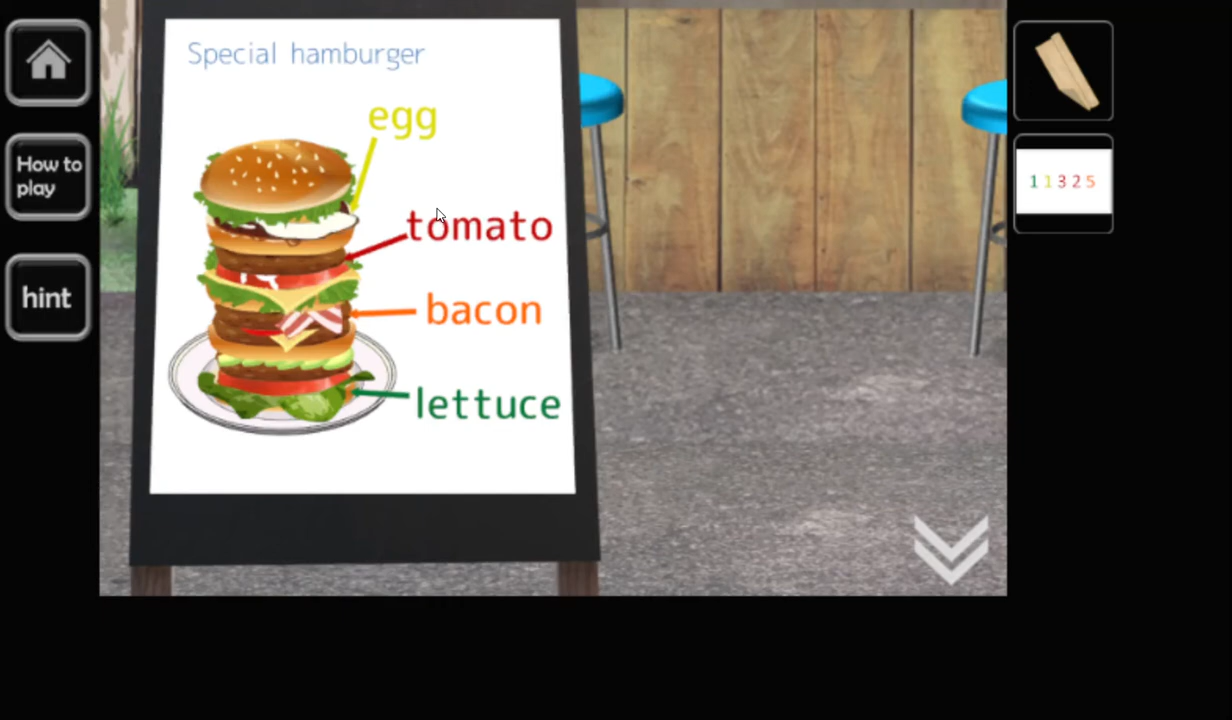 Special hamburger
egg
tomato
bacon
lettuce
How to
play
hint
1 1 3 2 5